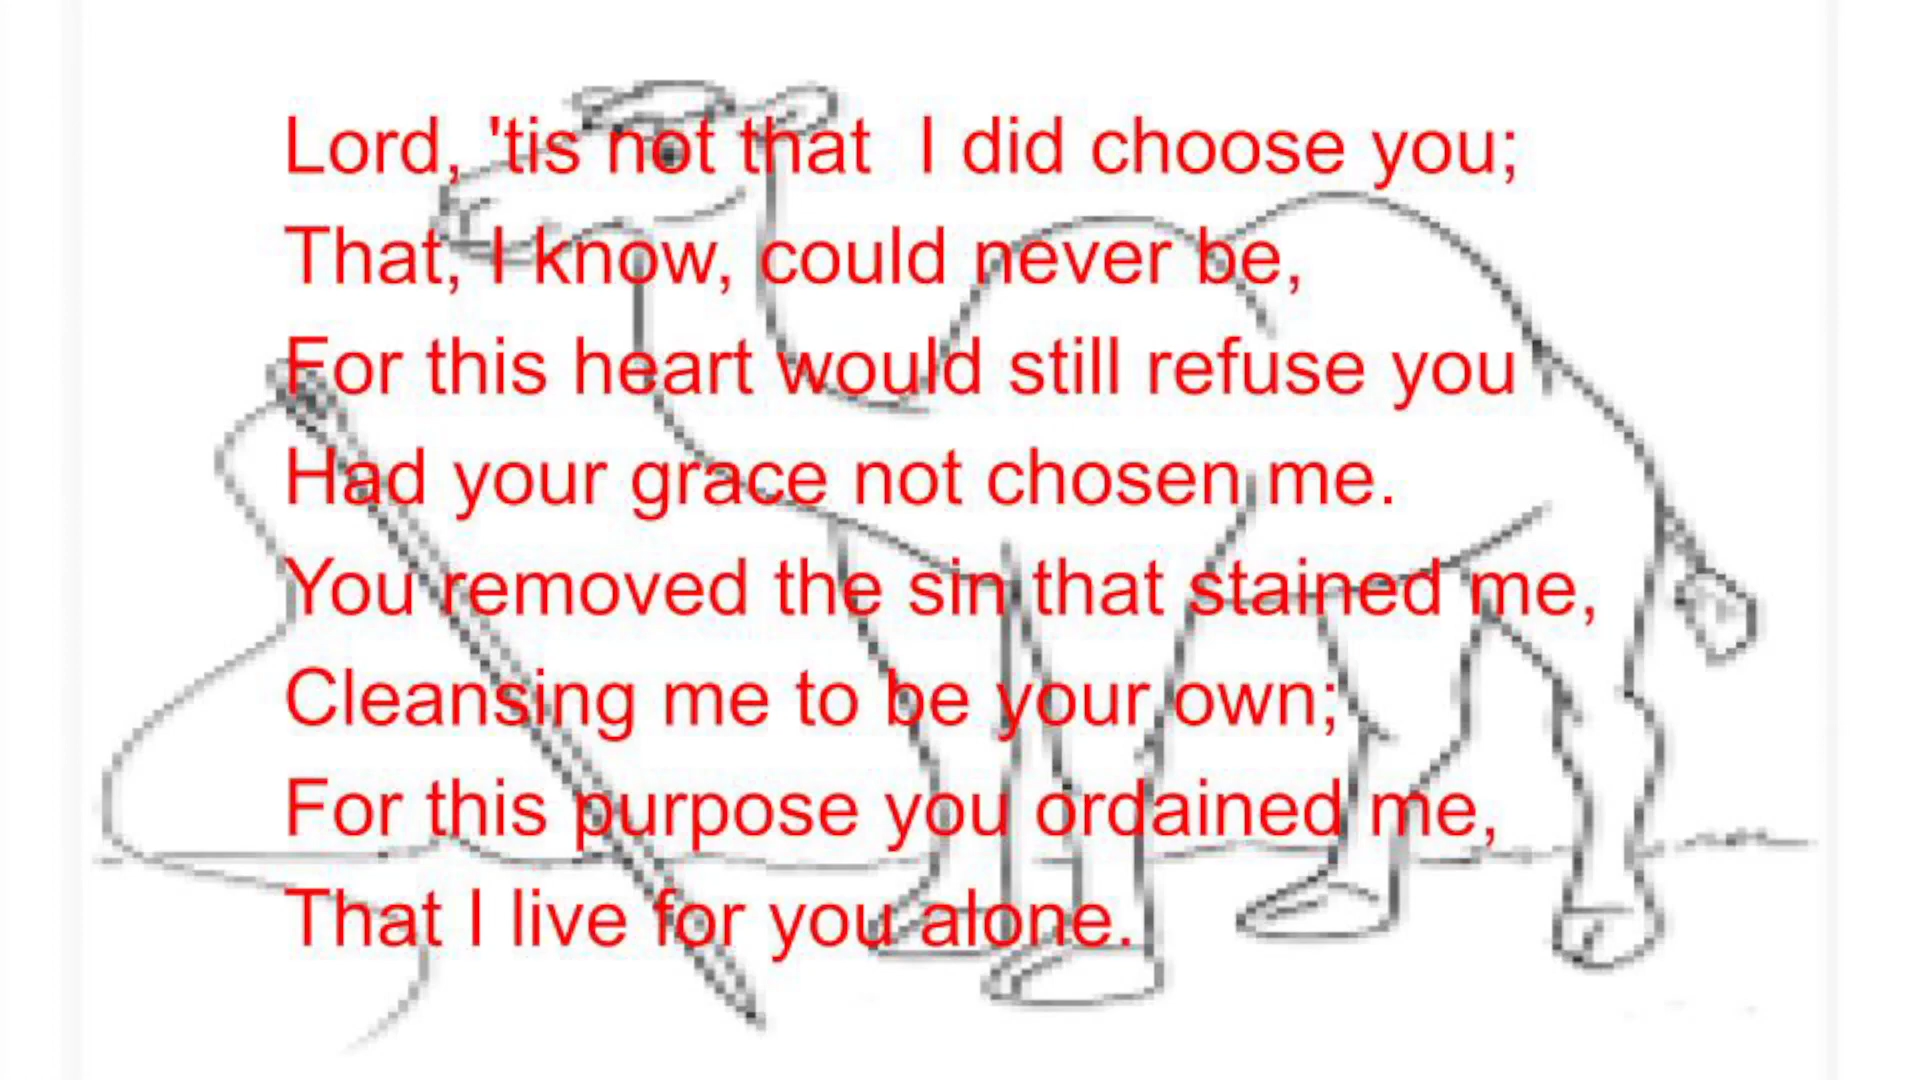 Lord, 'tis not that  I did choose you;
That, I know, could never be,
For this heart would still refuse you
Had your grace not chosen me.
You removed the sin that stained me,
Cleansing me to be your own;
For this purpose you ordained me,
That I live for you alone.